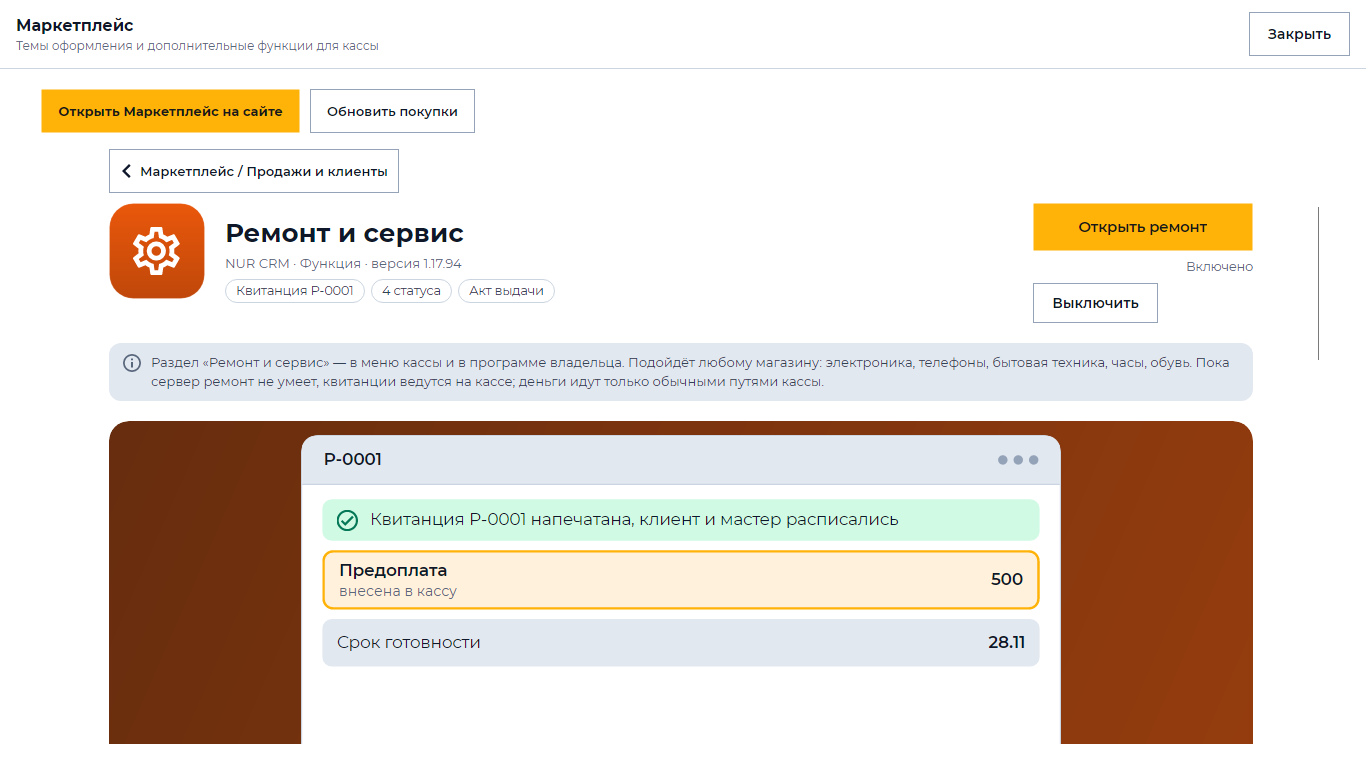 Маркетплейс
Темы оформления и дополнительные функции для кассы
Закрыть
Открыть Маркетплейс на сайте
Обновить покупки
Маркетплейс / Продажи и клиенты
Ремонт и сервис
NUR CRM · Функция · версия 1.17.94
Квитанция Р-0001
4 статуса
Акт выдачи
Открыть ремонт
Включено
Выключить
Раздел «Ремонт и сервис» — в меню кассы и в программе владельца. Подойдёт любому магазину: электроника, телефоны, бытовая техника, часы, обувь. Пока
сервер ремонт не умеет, квитанции ведутся на кассе; деньги идут только обычными путями кассы.
Р-0001
Квитанция Р-0001 напечатана, клиент и мастер расписались
Предоплата
внесена в кассу
500
Срок готовности
28.11